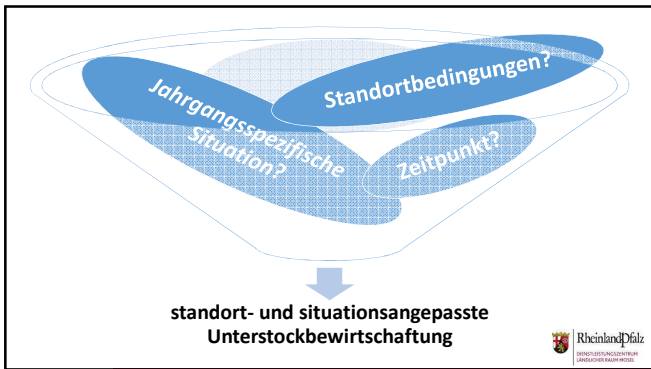 Standortbedingungen?
Jahrgangsspezifische
Situation?
Zeitpunkt?
standort- und situationsangepasste
Unterstockbewirtschaftung
RheinlandPfalz
DIENSTLEISTUNGSZENTRUM
LÄNDLICHER RAUM MOSEL